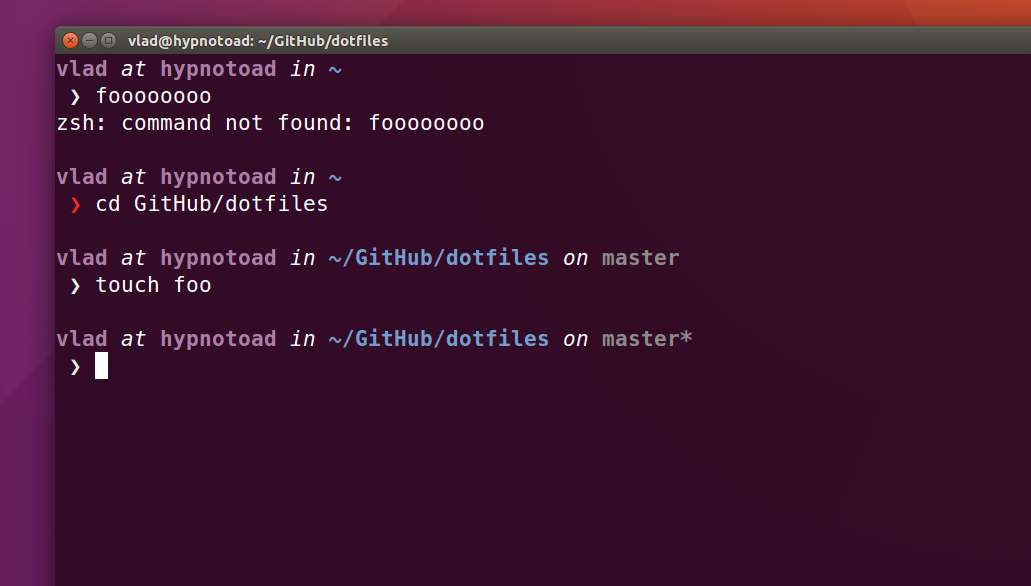 vlad@hypnotoad: ~/GitHub/dotfiles
vlad at hypnotoad in ~
❯ foooooooo
zsh: command not found: foooooooo
vlad at hypnotoad in ~
❯ cd GitHub/dotfiles
vlad at hypnotoad in ~/GitHub/dotfiles on master
❯ touch foo
vlad at hypnotoad in ~/GitHub/dotfiles on master*
❯